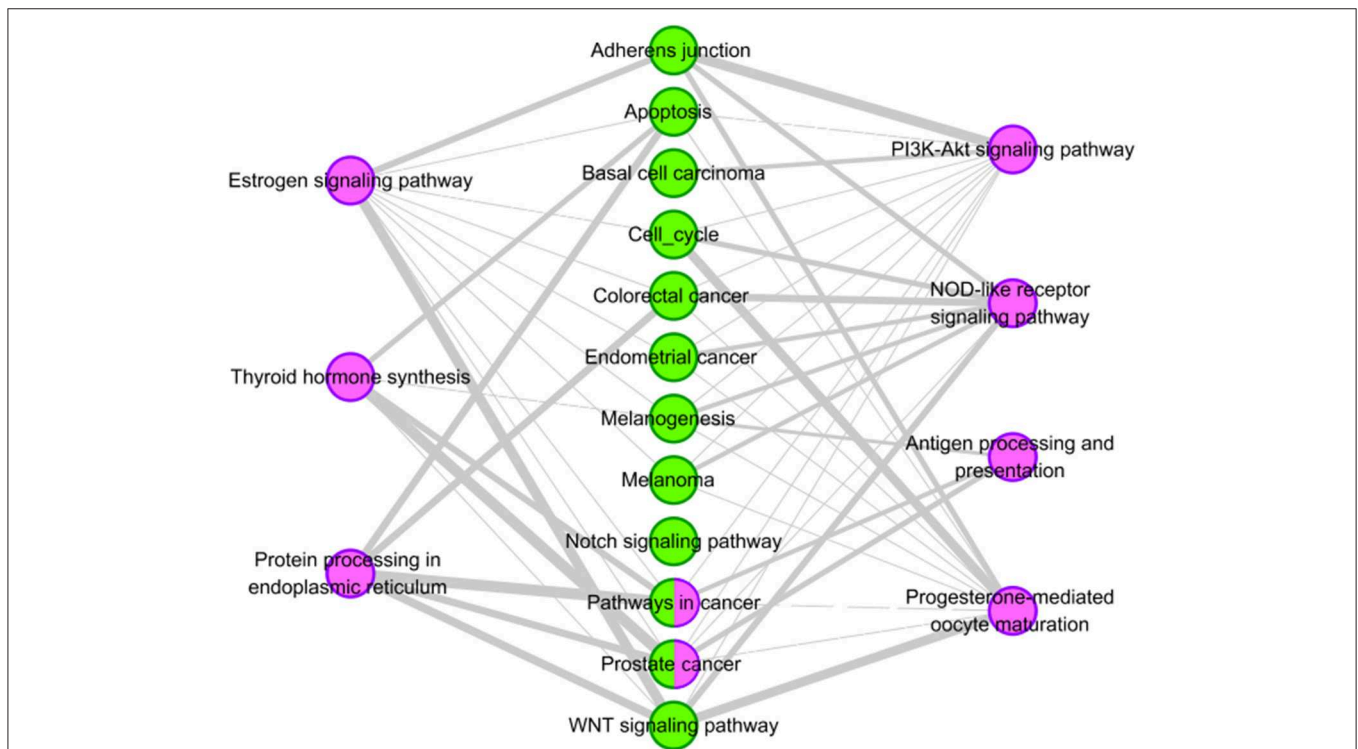 Adherens junction
Apoptosis
Basal cell carcinoma
Cell_cycle
Colorectal cancer
Endometrial cancer
Melanogenesis
Melanoma
Notch signaling pathway
Pathways in cancer
Prostate cancer
WNT signaling pathway
Estrogen signaling pathway
Thyroid hormone synthesis
Protein processing in
endoplasmic reticulum
PI3K-Akt signaling pathway
NOD-like receptor
signaling pathway
Antigen processing and
presentation
Progesterone-mediated
oocyte maturation